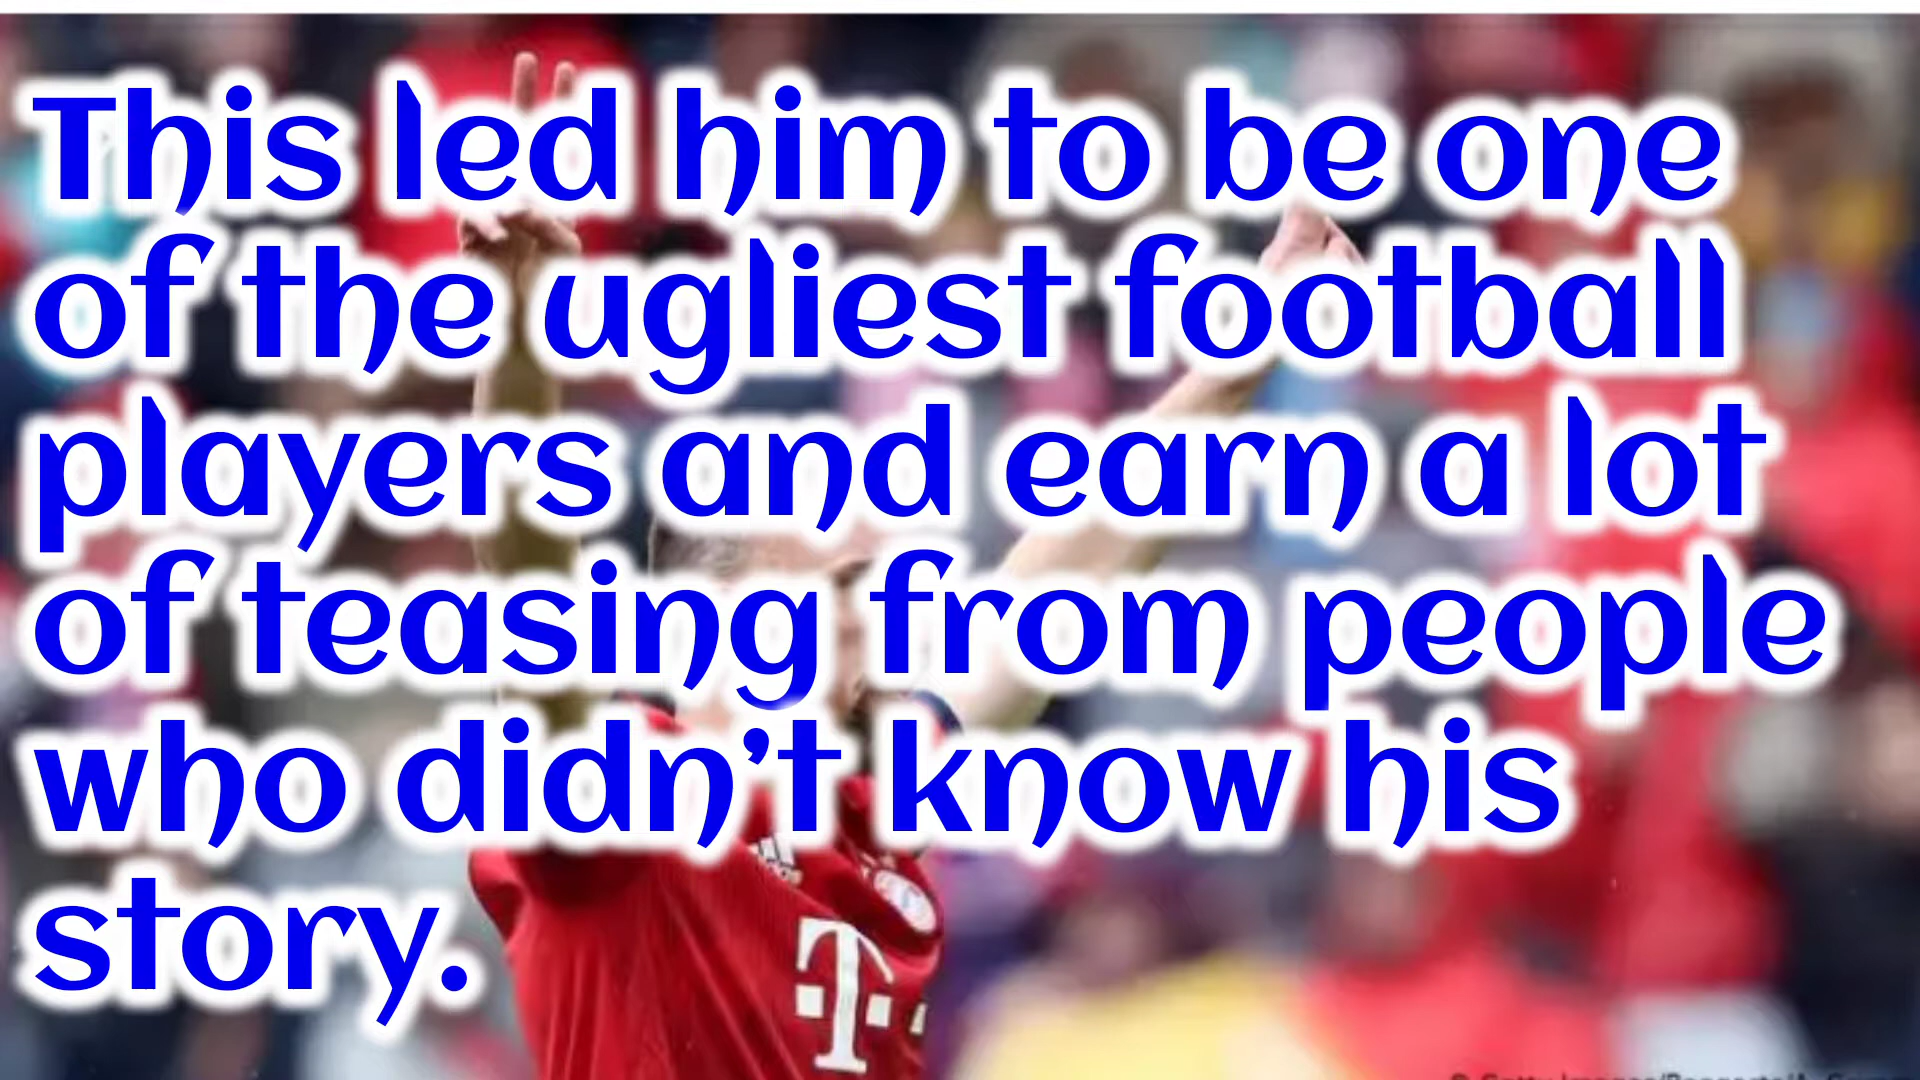 This led him to be one
of the ugliest football
players and earn a lot
of teasing from people
who didn’t know his
story.
T